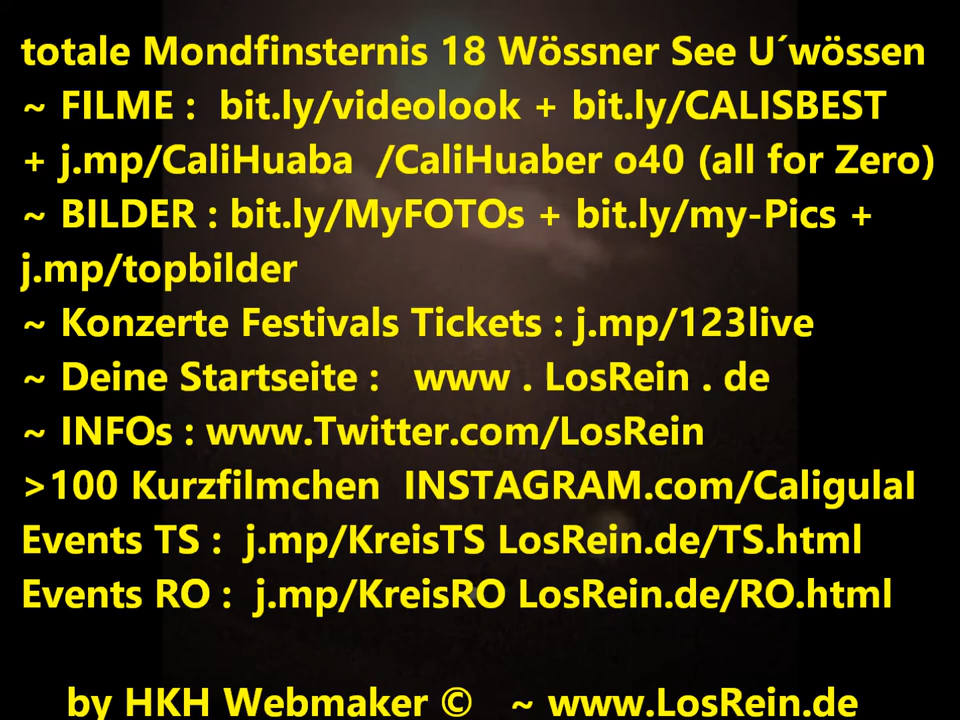 totale Mondfinsternis 18 Wössner See U´wössen
~ FILME :  bit.ly/videolook + bit.ly/CALISBEST
+ j.mp/CaliHuaba  /CaliHuaber o40 (all for Zero)
~ BILDER : bit.ly/MyFOTOs + bit.ly/my-Pics +
j.mp/topbilder
~ Konzerte Festivals Tickets : j.mp/123live
~ Deine Startseite :   www . LosRein . de
~ INFOs : www.Twitter.com/LosRein
>100 Kurzfilmchen  INSTAGRAM.com/CaligulaI
Events TS :  j.mp/KreisTS LosRein.de/TS.html
Events RO :  j.mp/KreisRO LosRein.de/RO.html
by HKH Webmaker ©   ~ www.LosRein.de